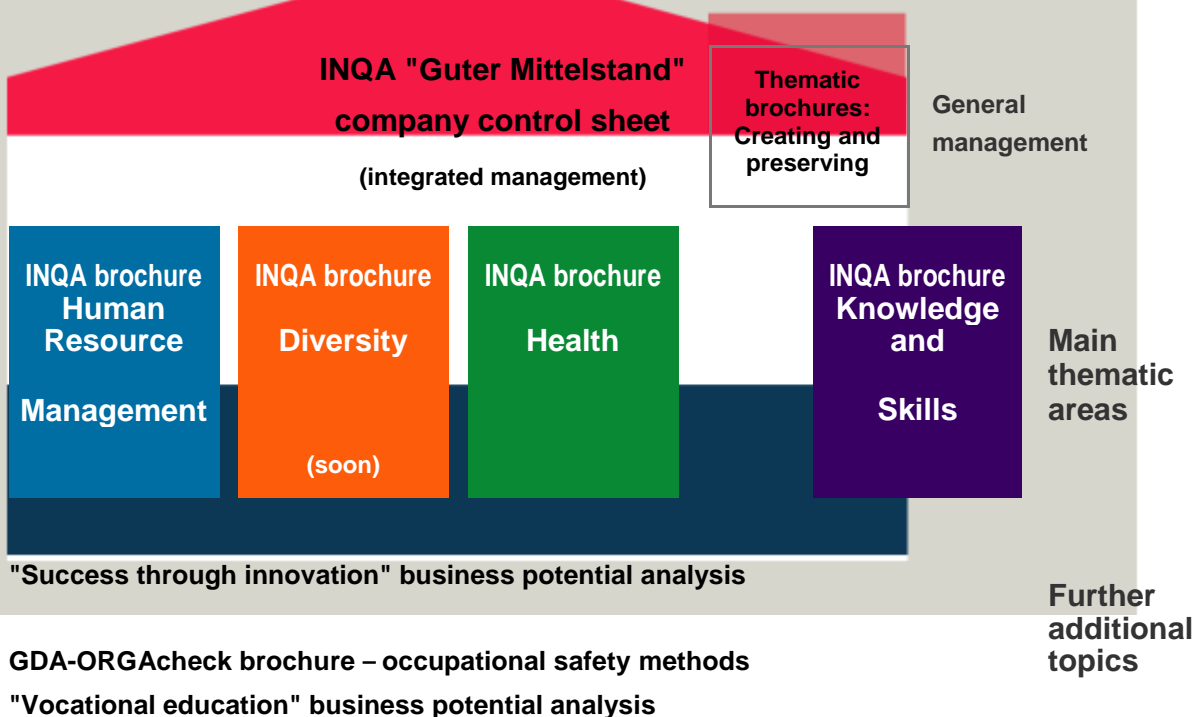 INQA "Guter Mittelstand"
company control sheet
(integrated management)
Thematic
brochures:
Creating and
preserving
General
management
INQA brochure
Human
Resource
Management
INQA brochure
Diversity
(soon)
INQA brochure
Health
INQA brochure
Knowledge
and
Skills
Main
thematic
areas
"Success through innovation" business potential analysis
Further
additional
topics
GDA-ORGAcheck brochure – occupational safety methods
"Vocational education" business potential analysis